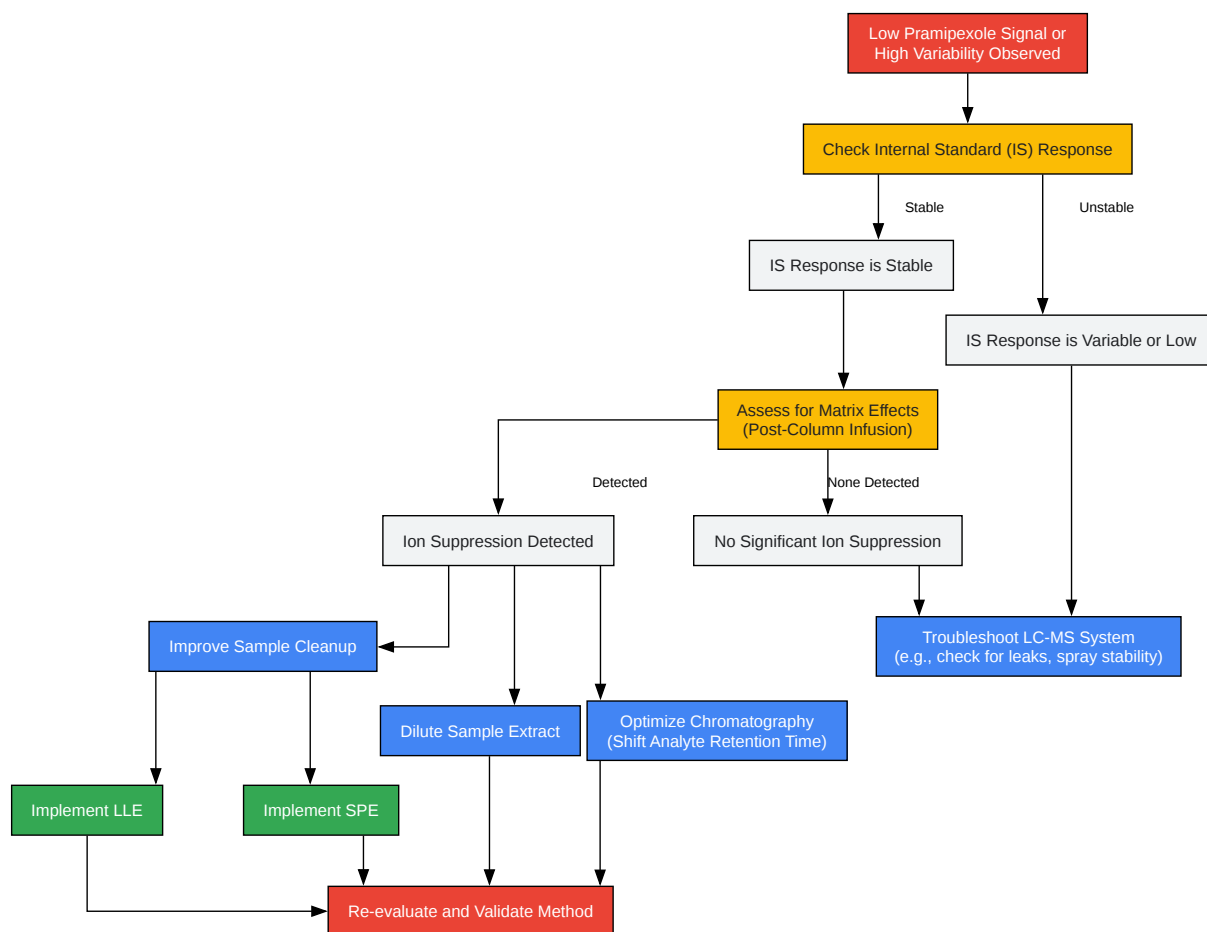 Low Pramipexole Signal or
High Variability Observed
Check Internal Standard (IS) Response
Stable
Unstable
IS Response is Stable
IS Response is Variable or Low
Assess for Matrix Effects
(Post-Column Infusion)
Detected
None Detected
Ion Suppression Detected
No Significant Ion Suppression
Improve Sample Cleanup
Troubleshoot LC-MS System
(e.g., check for leaks, spray stability)
Dilute Sample Extract
Optimize Chromatography
(Shift Analyte Retention Time)
Implement LLE
Implement SPE
Re-evaluate and Validate Method